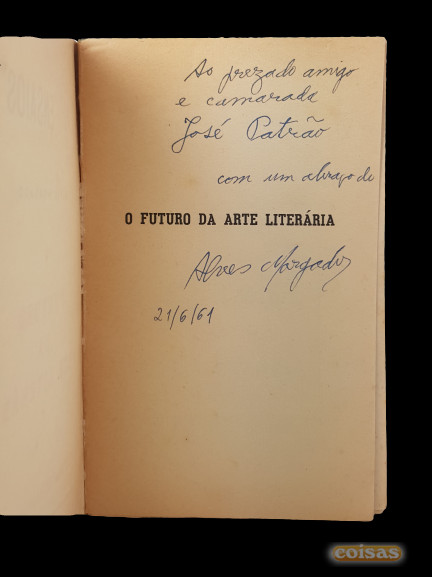 Ao prezado amigo
e camarada
José Patrão
com um abraço do
O FUTURO DA ARTE LITERÁRIA
Alves Morgado
21/6/61
coisas